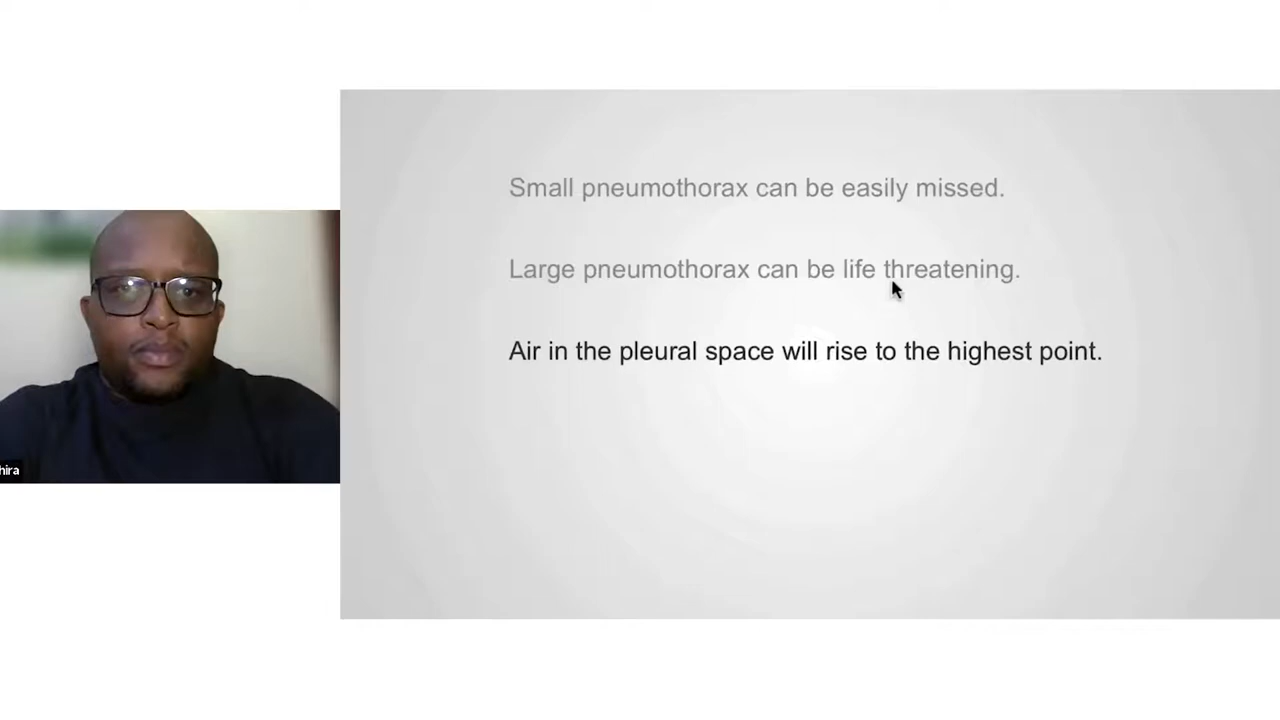 Small pneumothorax can be easily missed.
Large pneumothorax can be life threatening.
Air in the pleural space will rise to the highest point.
hira